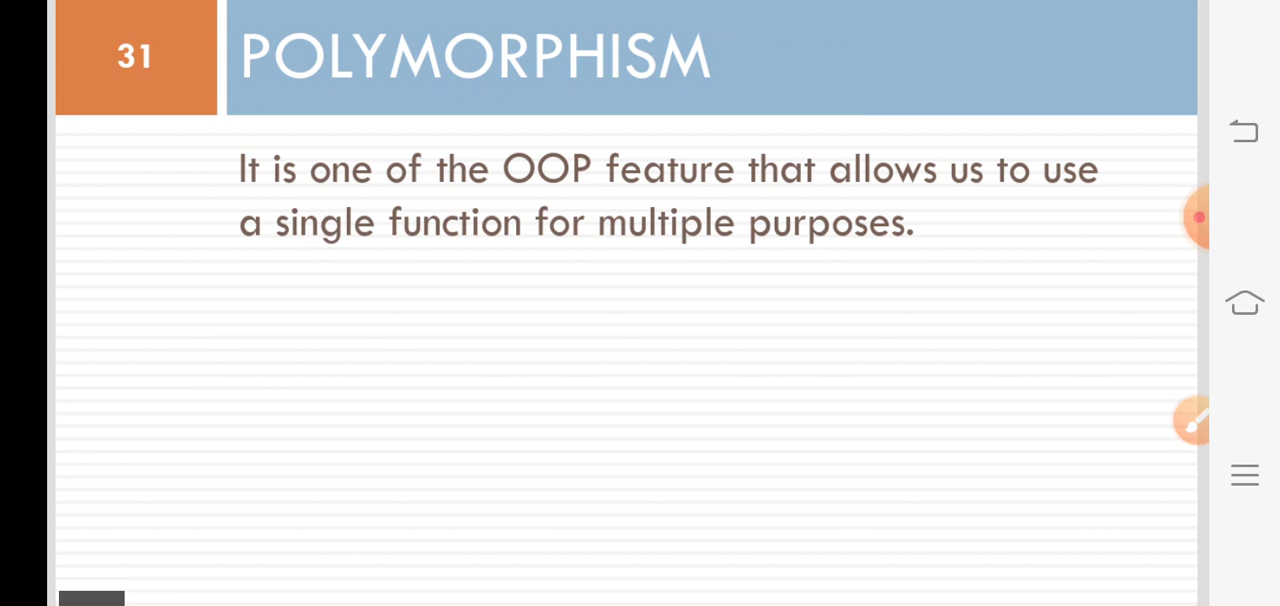 31
POLYMORPHISM
It is one of the OOP feature that allows us to use
a single function for multiple purposes.